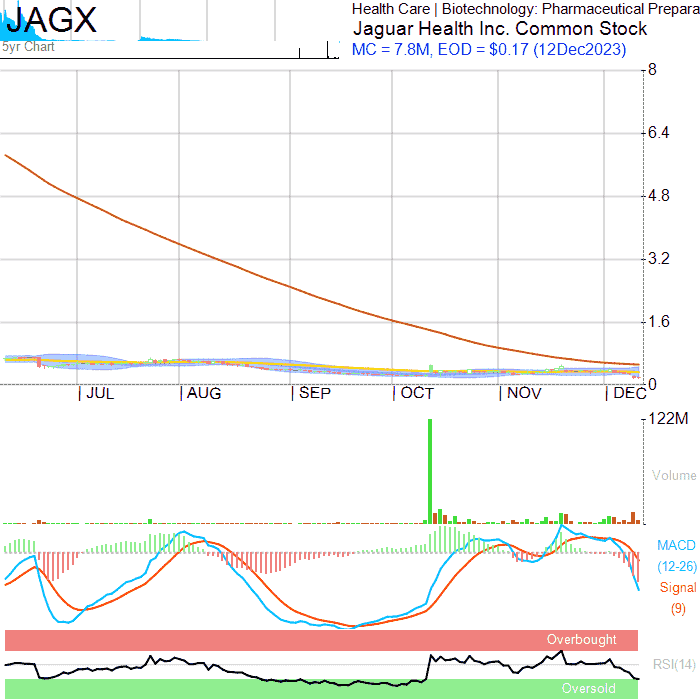 JAGX
Health Care | Biotechnology: Pharmaceutical Prepara
Jaguar Health Inc. Common Stock
5yr Chart
MC = 7.8M, EOD = $0.17 (12Dec2023)
8
6.4
4.8
3.2
1.6
0
| JUL | AUG | SEP | OCT | NOV | DEC
122M
Volume
MACD
(12-26)
Signal
(9)
Overbought
RSI(14)
Oversold